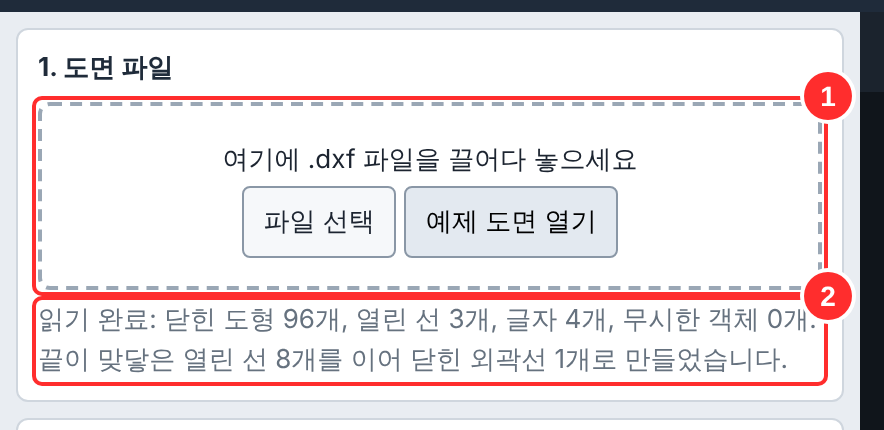 1. 도면 파일
1
여기에 .dxf 파일을 끌어다 놓으세요
파일 선택 예제 도면 열기
2
읽기 완료: 닫힌 도형 96개, 열린 선 3개, 글자 4개, 무시한 객체 0개.
끝이 맞닿은 열린 선 8개를 이어 닫힌 외곽선 1개로 만들었습니다.